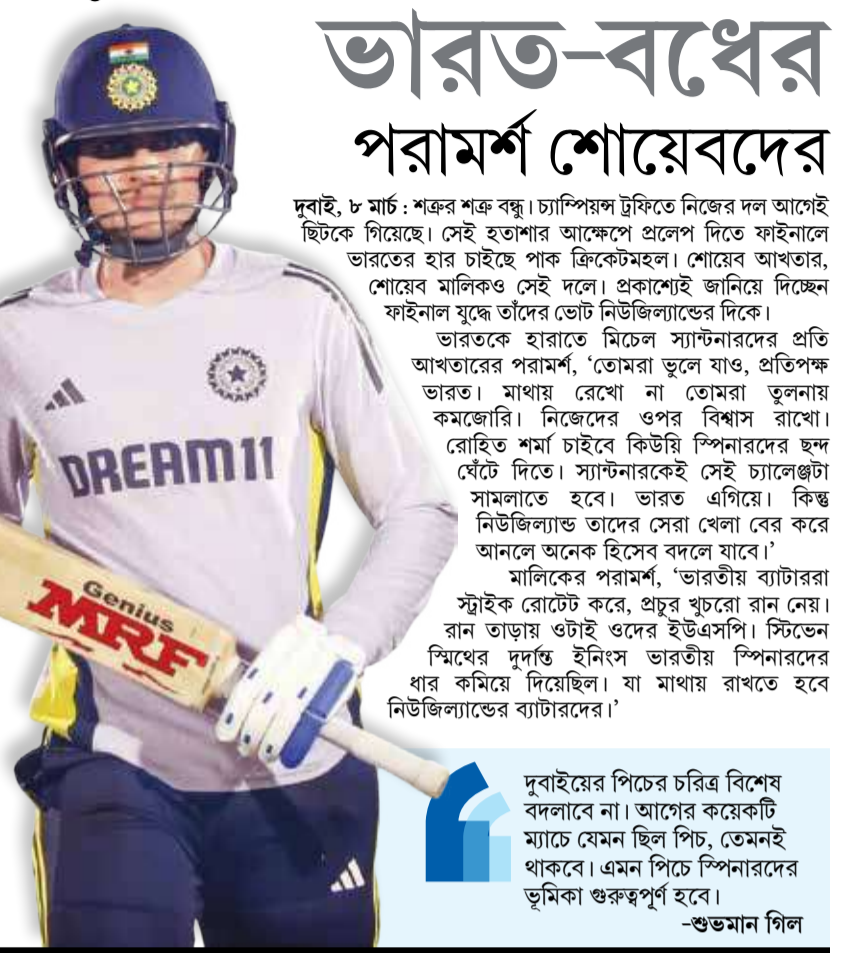 ভারত-বধের
পরামর্শ শোয়েবদের
দুবাই, ৮ মার্চ : শত্রুর শত্রু বন্ধু। চ্যাম্পিয়ন্স ট্রফিতে নিজের দল আগেই
ছিটকে গিয়েছে। সেই হতাশার আক্ষেপে প্রলেপ দিতে ফাইনালে
ভারতের হার চাইছে পাক ক্রিকেটমহল। শোয়েব আখতার,
শোয়েব মালিকও সেই দলে। প্রকাশ্যেই জানিয়ে দিচ্ছেন
ফাইনাল যুদ্ধে তাঁদের ভোট নিউজিল্যান্ডের দিকে।
ভারতকে হারাতে মিচেল স্যান্টনারদের প্রতি
আখতারের পরামর্শ, ‘তোমরা ভুলে যাও, প্রতিপক্ষ
ভারত। মাথায় রেখো না তোমরা তুলনায়
কমজোরি। নিজেদের ওপর বিশ্বাস রাখো।
রোহিত শর্মা চাইবে কিউয়ি স্পিনারদের ছন্দ
ঘেঁটে দিতে। স্যান্টনারকেই সেই চ্যালেঞ্জটা
সামলাতে হবে। ভারত এগিয়ে। কিন্তু
নিউজিল্যান্ড তাদের সেরা খেলা বের করে
আনলে অনেক হিসেব বদলে যাবে।’
মালিকের পরামর্শ, ‘ভারতীয় ব্যাটাররা
স্ট্রাইক রোটেট করে, প্রচুর খুচরো রান নেয়।
রান তাড়ায় ওটাই ওদের ইউএসপি। স্টিভেন
স্মিথের দুর্দান্ত ইনিংস ভারতীয় স্পিনারদের
ধার কমিয়ে দিয়েছিল। যা মাথায় রাখতে হবে
নিউজিল্যান্ডের ব্যাটারদের।’
DREAM11
Genius
MRF
দুবাইয়ের পিচের চরিত্র বিশেষ
বদলাবে না। আগের কয়েকটি
ম্যাচে যেমন ছিল পিচ, তেমনই
থাকবে। এমন পিচে স্পিনারদের
ভূমিকা গুরুত্বপূর্ণ হবে।
-শুভমান গিল